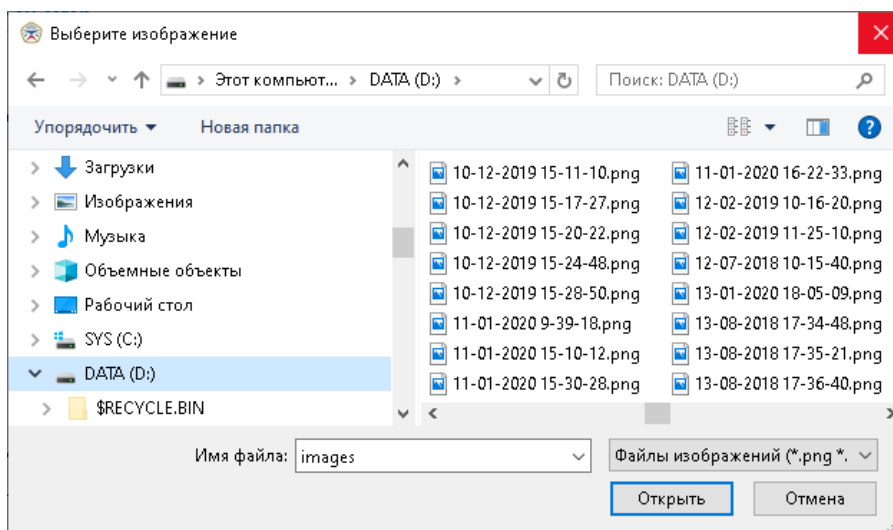 Выберите изображение
Этот компьют... > DATA (D:) >
Поиск: DATA (D:)
Упорядочить
Новая папка
Загрузки
Изображения
Музыка
Объемные объекты
Рабочий стол
SYS (C:)
DATA (D:)
$RECYCLE.BIN
10-12-2019 15-11-10.png
10-12-2019 15-17-27.png
10-12-2019 15-20-22.png
10-12-2019 15-24-48.png
10-12-2019 15-28-50.png
11-01-2020 9-39-18.png
11-01-2020 15-10-12.png
11-01-2020 15-30-28.png
11-01-2020 16-22-33.png
12-02-2019 10-16-20.png
12-02-2019 11-25-10.png
12-07-2018 10-15-40.png
13-01-2020 18-05-09.png
13-08-2018 17-34-48.png
13-08-2018 17-35-21.png
13-08-2018 17-36-40.png
Имя файла: images
Файлы изображений (*.png *.
Открыть
Отмена